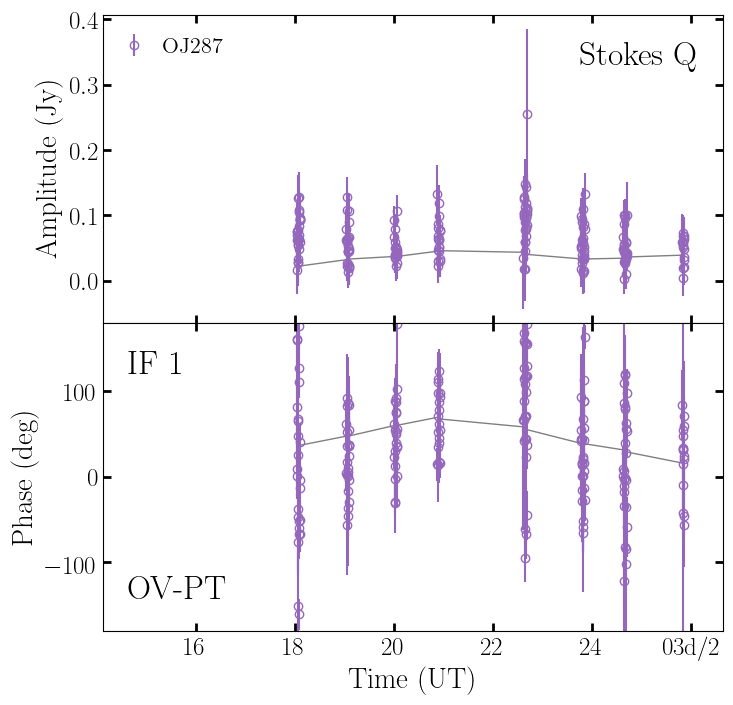 0.4
OJ287
Stokes Q
0.3
0.2
0.1
0.0
Amplitude (Jy)
IF 1
100
0
−100
Phase (deg)
OV-PT
16 18 20 22 24 03d/2
Time (UT)